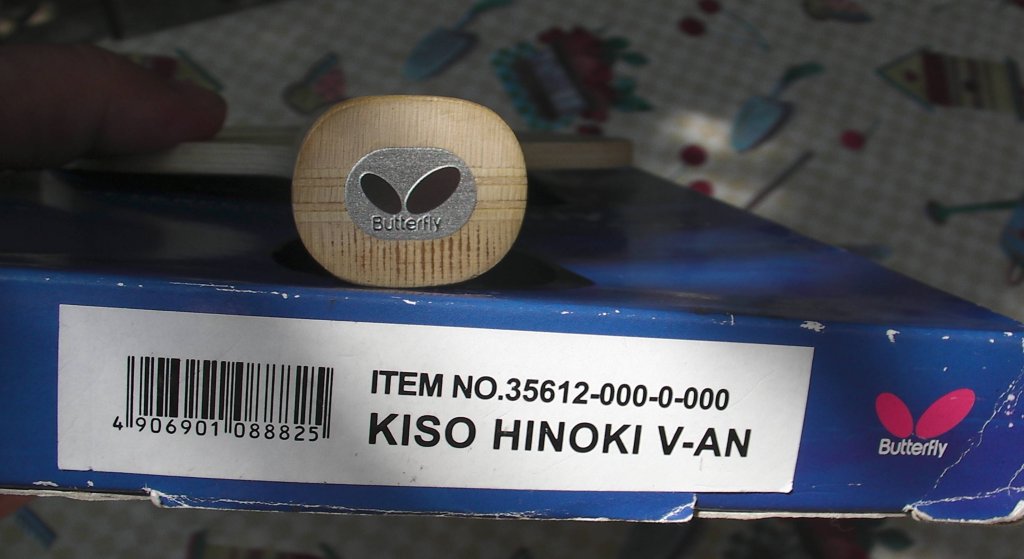 Butterfly
ITEM NO.35612-000-0-000
KISO HINOKI V-AN
4 906901 088825
Butterfly